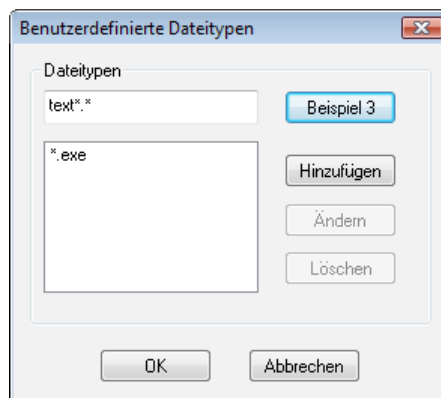 Benutzerdefinierte Dateitypen
Dateitypen
text*.*
Beispiel 3
*.exe
Hinzufügen
Ändern
Löschen
OK
Abbrechen